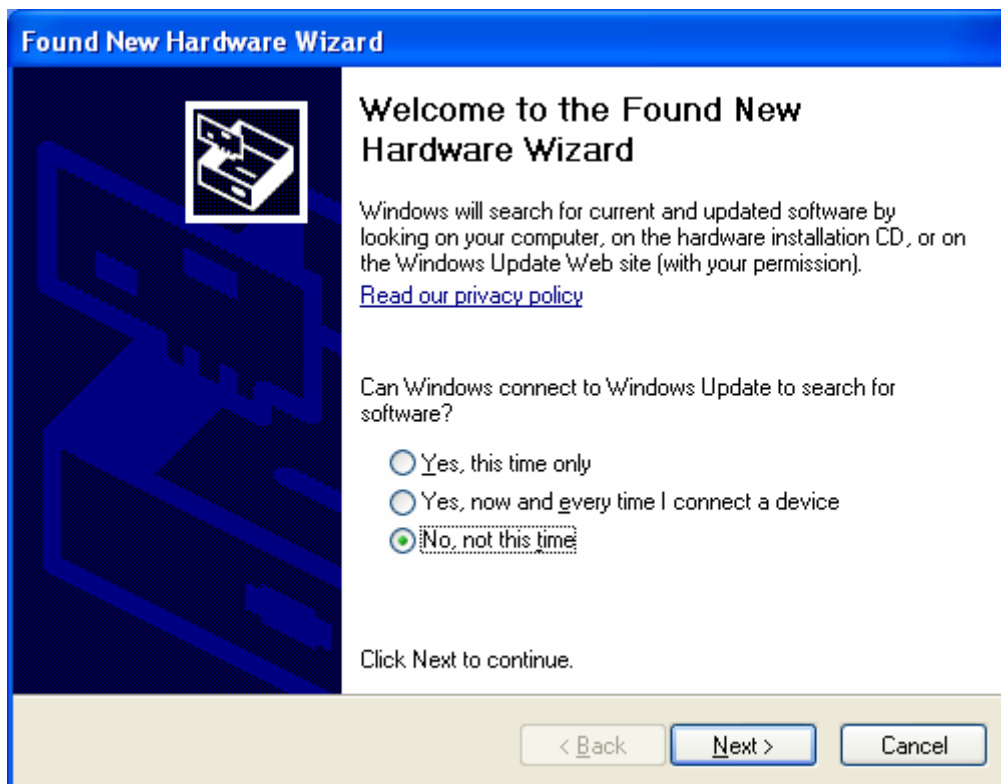 Found New Hardware Wizard
Welcome to the Found New
Hardware Wizard
Windows will search for current and updated software by
looking on your computer, on the hardware installation CD, or on
the Windows Update Web site (with your permission).
Read our privacy policy
Can Windows connect to Windows Update to search for
software?
Yes, this time only
Yes, now and every time I connect a device
No, not this time
Click Next to continue.
< Back Next > Cancel